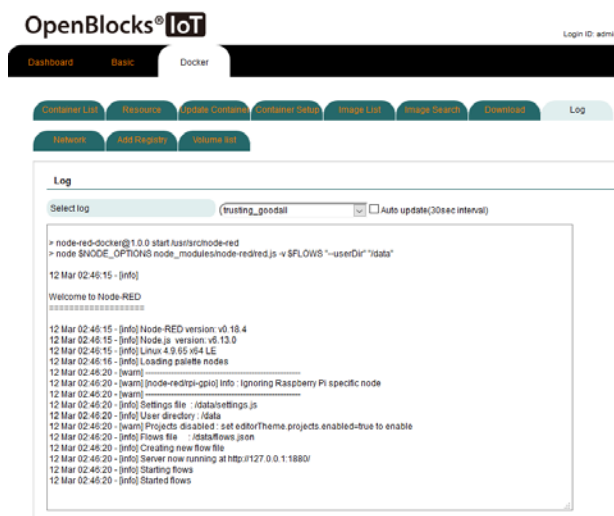 OpenBlocks® IoT
Login ID: admi
Dashboard Basic Docker
Container List Resource Update Container Container Setup Image List Image Search Download Log
Network Add Registry Volume list
Log
Select log (trusting_goodall Auto update(30sec interval)
> node-red-docker@1.0.0 start /usr/src/node-red
> node $NODE_OPTIONS node_modules/node-red/red.js -v $FLOWS "--userDir" "/data"
12 Mar 02:46:15 - [info]
Welcome to Node-RED
===================
12 Mar 02:46:15 - [info] Node-RED version: v0.18.4
12 Mar 02:46:15 - [info] Node.js version: v6.13.0
12 Mar 02:46:15 - [info] Linux 4.9.65 x64 LE
12 Mar 02:46:16 - [info] Loading palette nodes
12 Mar 02:46:20 - [warn] ------------------------------------------------------
12 Mar 02:46:20 - [warn] [node-red/rpi-gpio] Info : Ignoring Raspberry Pi specific node
12 Mar 02:46:20 - [warn] ------------------------------------------------------
12 Mar 02:46:20 - [info] Settings file : /data/settings.js
12 Mar 02:46:20 - [info] User directory : /data
12 Mar 02:46:20 - [warn] Projects disabled : set editorTheme.projects.enabled=true to enable
12 Mar 02:46:20 - [info] Flows file : /data/flows.json
12 Mar 02:46:20 - [info] Creating new flow file
12 Mar 02:46:20 - [info] Server now running at http://127.0.0.1:1880/
12 Mar 02:46:20 - [info] Starting flows
12 Mar 02:46:20 - [info] Started flows